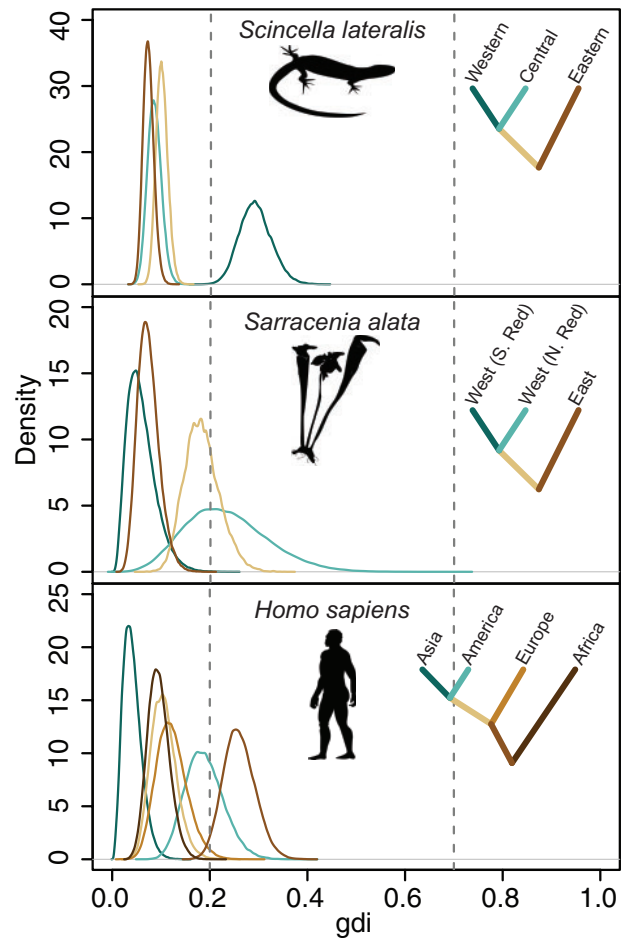 Scincella lateralis
Western
Central
Eastern
40
30
20
10
0
Sarracenia alata
West (S. Red)
West (N. Red)
East
20
15
10
5
0
Density
Homo sapiens
Asia
America
Europe
Africa
25
20
15
10
5
0
0.0 0.2 0.4 0.6 0.8 1.0
gdi